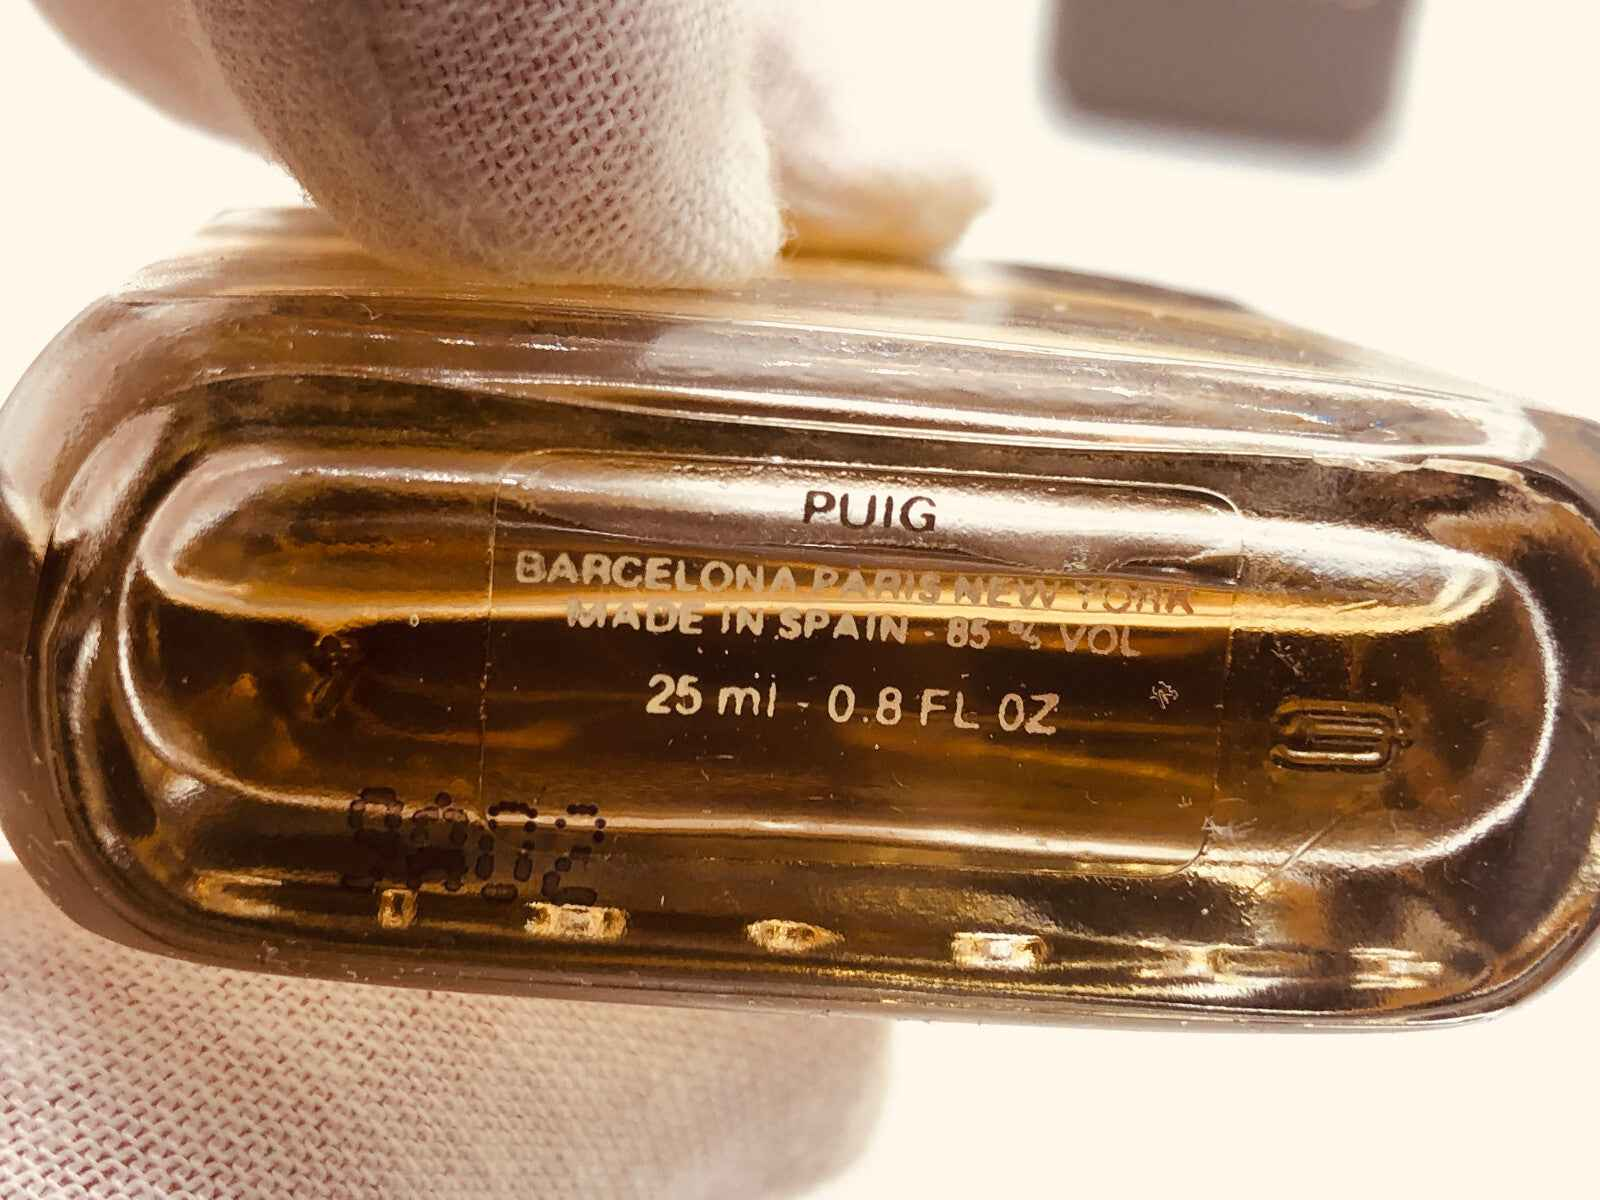 PUIG
BARCELONA PARIS NEW YORK
MADE IN SPAIN - 85 % VOL
25 ml - 0.8 FL OZ